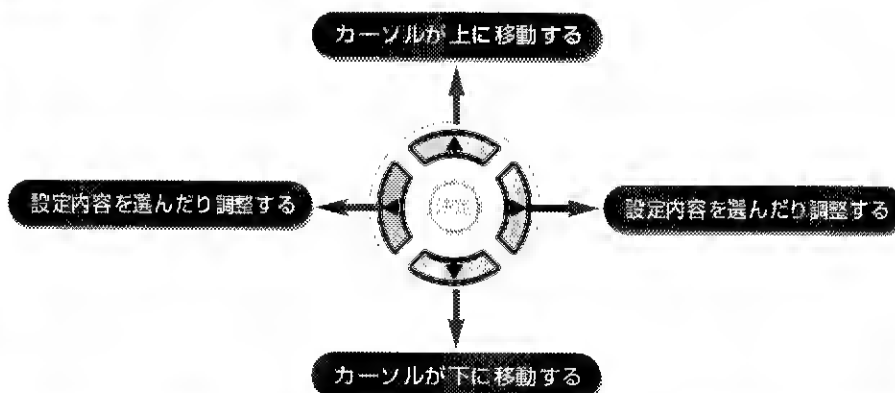 カーソルが上に移動する
設定内容を選んだり調整する
決定
設定内容を選んだり調整する
カーソルが下に移動する